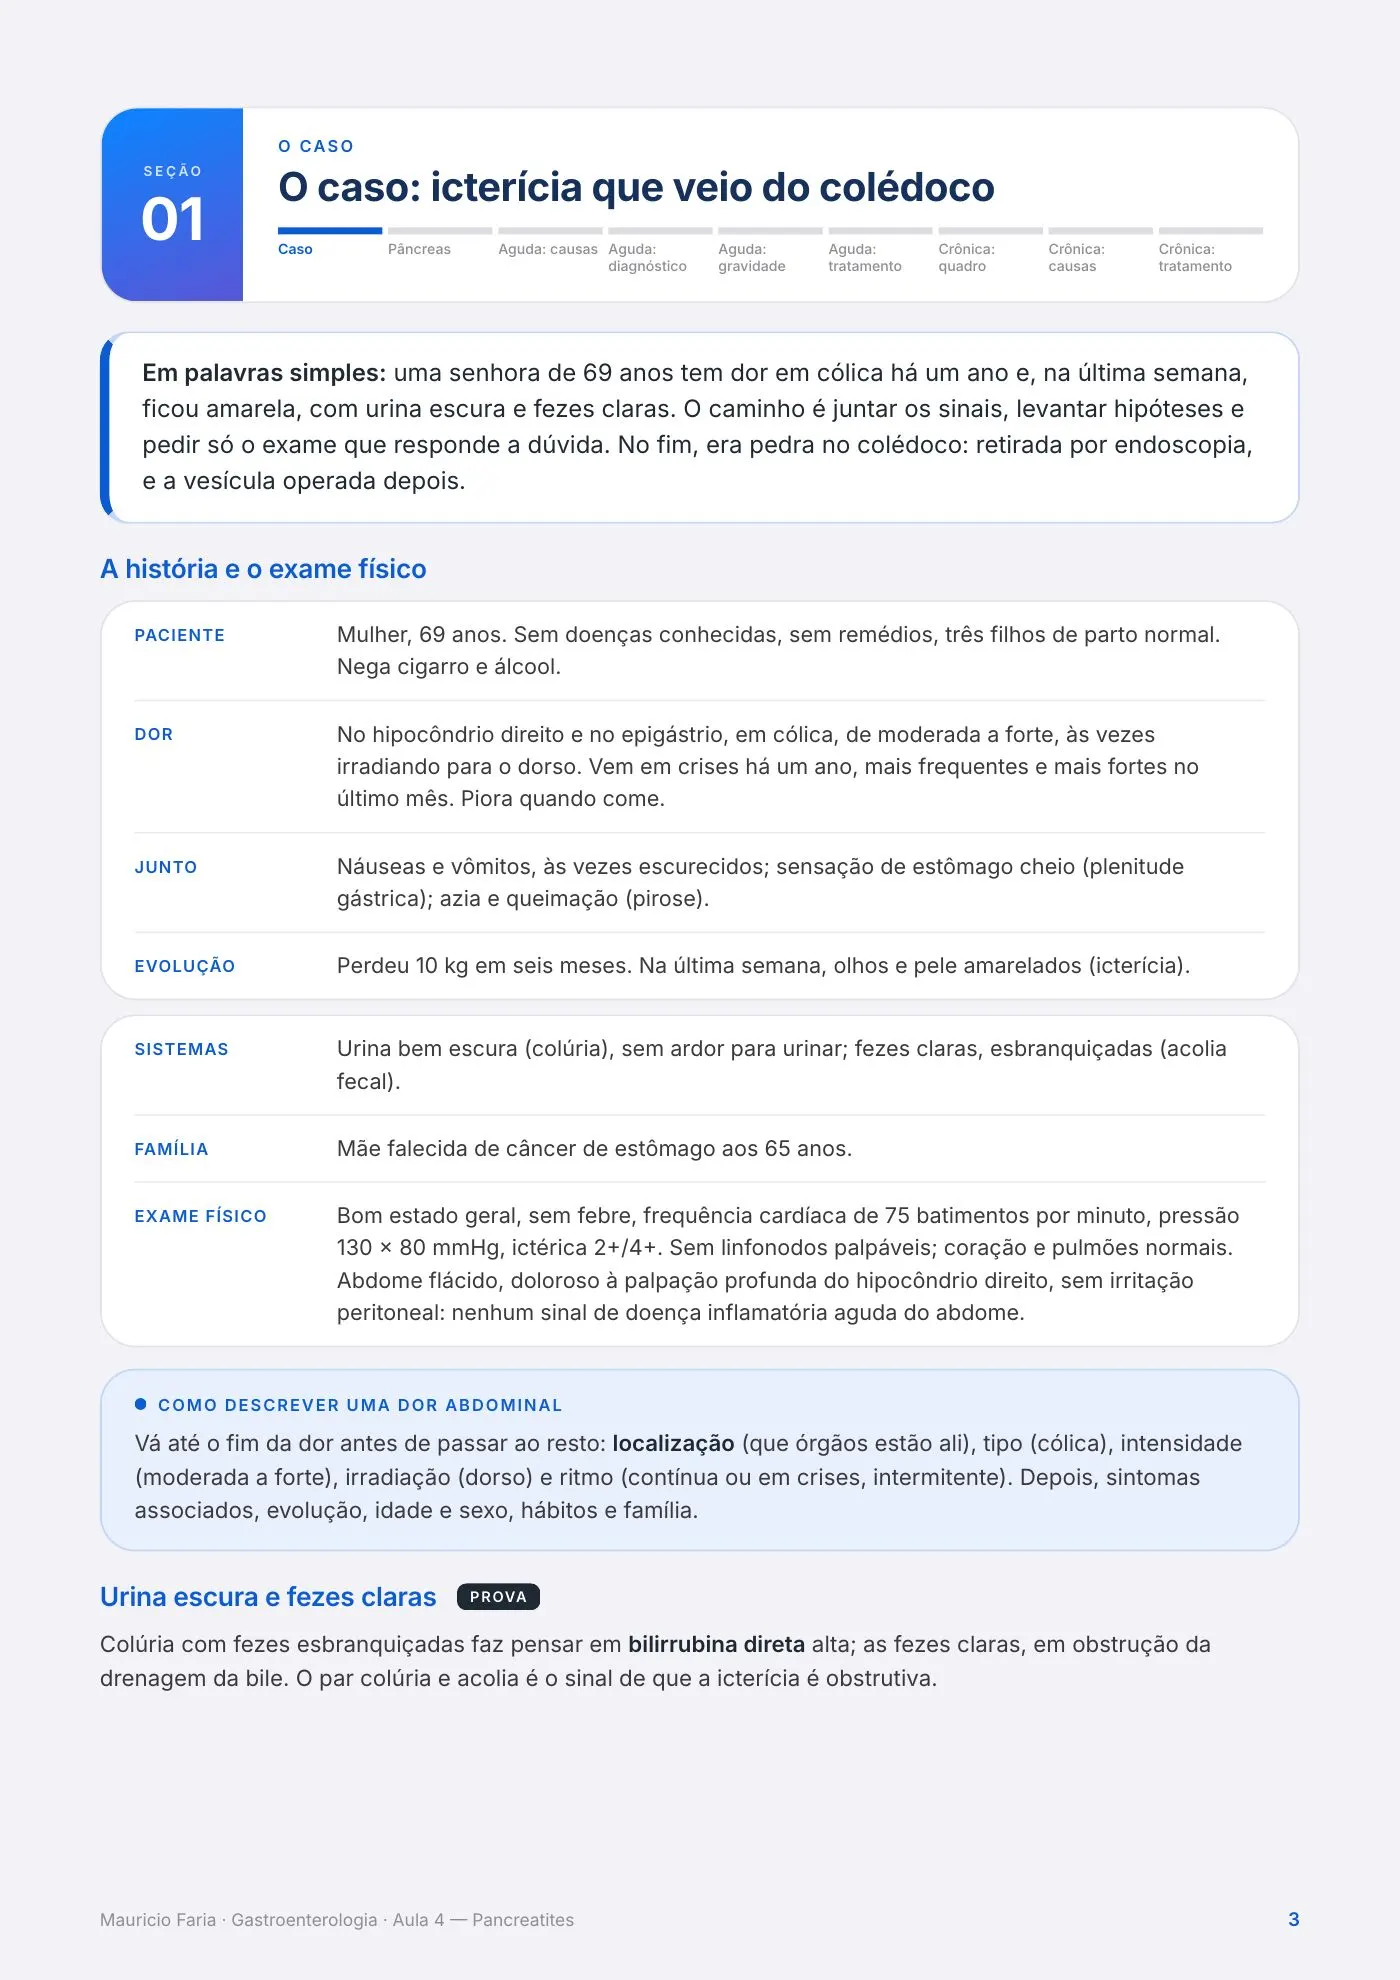 SEÇÃO
01
O CASO
O caso: icterícia que veio do colédoco
Caso
Pâncreas
Aguda: causas
Aguda:
diagnóstico
Aguda:
gravidade
Aguda:
tratamento
Crônica:
quadro
Crônica:
causas
Crônica:
tratamento
Em palavras simples: uma senhora de 69 anos tem dor em cólica há um ano e, na última semana,
ficou amarela, com urina escura e fezes claras. O caminho é juntar os sinais, levantar hipóteses e
pedir só o exame que responde a dúvida. No fim, era pedra no colédoco: retirada por endoscopia,
e a vesícula operada depois.
A história e o exame físico
PACIENTE
Mulher, 69 anos. Sem doenças conhecidas, sem remédios, três filhos de parto normal.
Nega cigarro e álcool.
DOR
No hipocôndrio direito e no epigástrio, em cólica, de moderada a forte, às vezes
irradiando para o dorso. Vem em crises há um ano, mais frequentes e mais fortes no
último mês. Piora quando come.
JUNTO
Náuseas e vômitos, às vezes escurecidos; sensação de estômago cheio (plenitude
gástrica); azia e queimação (pirose).
EVOLUÇÃO
Perdeu 10 kg em seis meses. Na última semana, olhos e pele amarelados (icterícia).
SISTEMAS
Urina bem escura (colúria), sem ardor para urinar; fezes claras, esbranquiçadas (acolia
fecal).
FAMÍLIA
Mãe falecida de câncer de estômago aos 65 anos.
EXAME FÍSICO
Bom estado geral, sem febre, frequência cardíaca de 75 batimentos por minuto, pressão
130 × 80 mmHg, ictérica 2+/4+. Sem linfonodos palpáveis; coração e pulmões normais.
Abdome flácido, doloroso à palpação profunda do hipocôndrio direito, sem irritação
peritoneal: nenhum sinal de doença inflamatória aguda do abdome.
COMO DESCREVER UMA DOR ABDOMINAL
Vá até o fim da dor antes de passar ao resto: localização (que órgãos estão ali), tipo (cólica), intensidade
(moderada a forte), irradiação (dorso) e ritmo (contínua ou em crises, intermitente). Depois, sintomas
associados, evolução, idade e sexo, hábitos e família.
Urina escura e fezes claras PROVA
Colúria com fezes esbranquiçadas faz pensar em bilirrubina direta alta; as fezes claras, em obstrução da
drenagem da bile. O par colúria e acolia é o sinal de que a icterícia é obstrutiva.
Mauricio Faria · Gastroenterologia · Aula 4 — Pancreatites
3